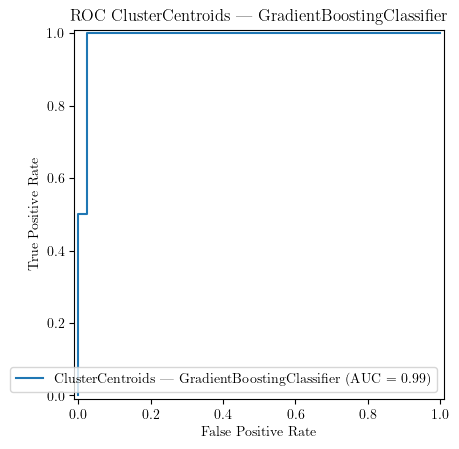 ROC ClusterCentroids — GradientBoostingClassifier
1.0
0.8
0.6
0.4
0.2
0.0
True Positive Rate
ClusterCentroids — GradientBoostingClassifier (AUC = 0.99)
0.0 0.2 0.4 0.6 0.8 1.0
False Positive Rate